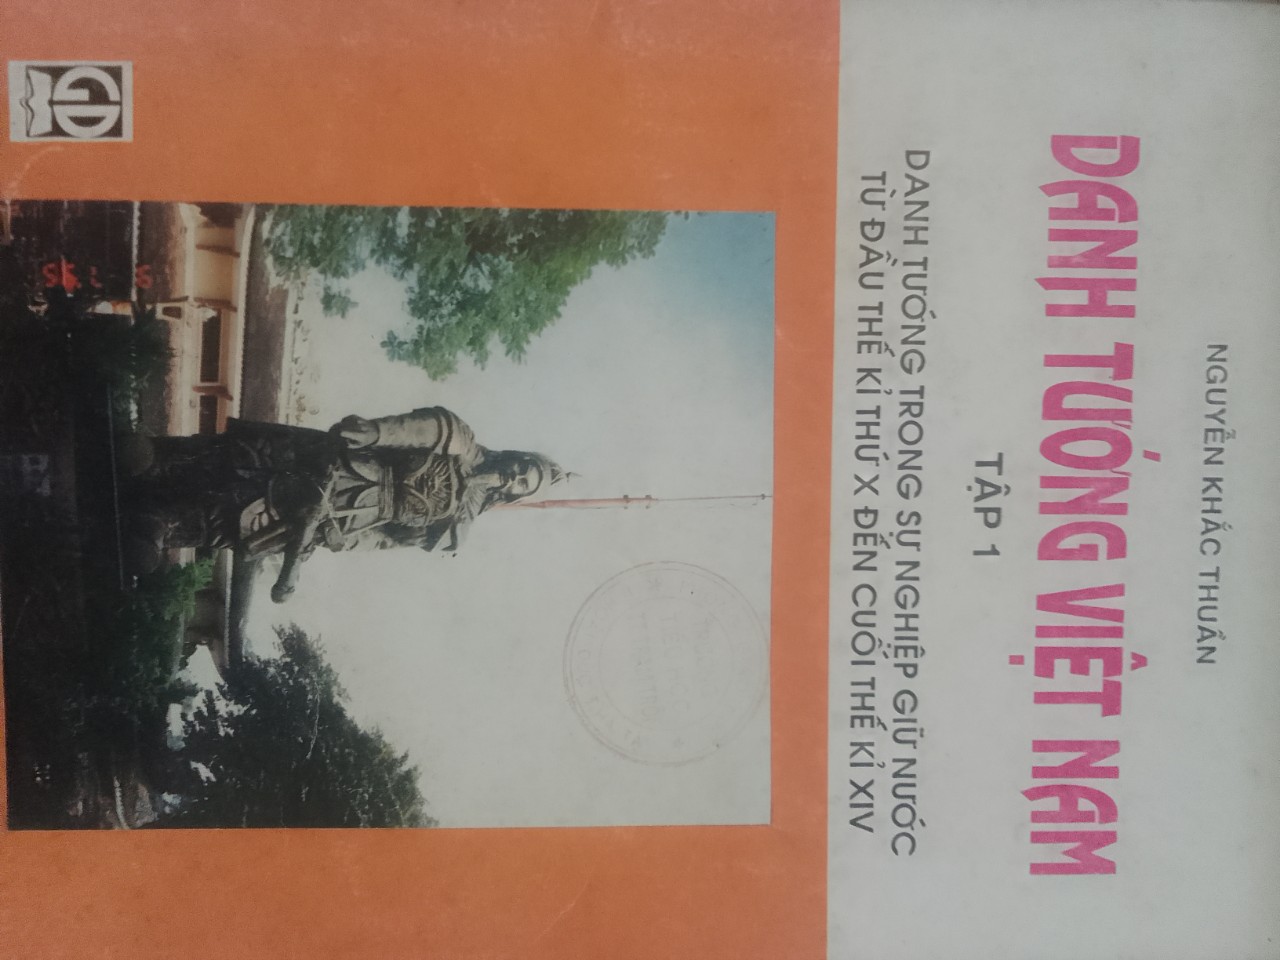 NGUYỄN KHẮC THUẦN
DANH TƯỚNG VIỆT NAM
TẬP 1
DANH TƯỚNG TRONG SỰ NGHIỆP GIỮ NƯỚC
TỪ ĐẦU THẾ KỈ THỨ X ĐẾN CUỐI THẾ KỈ XIV
GD